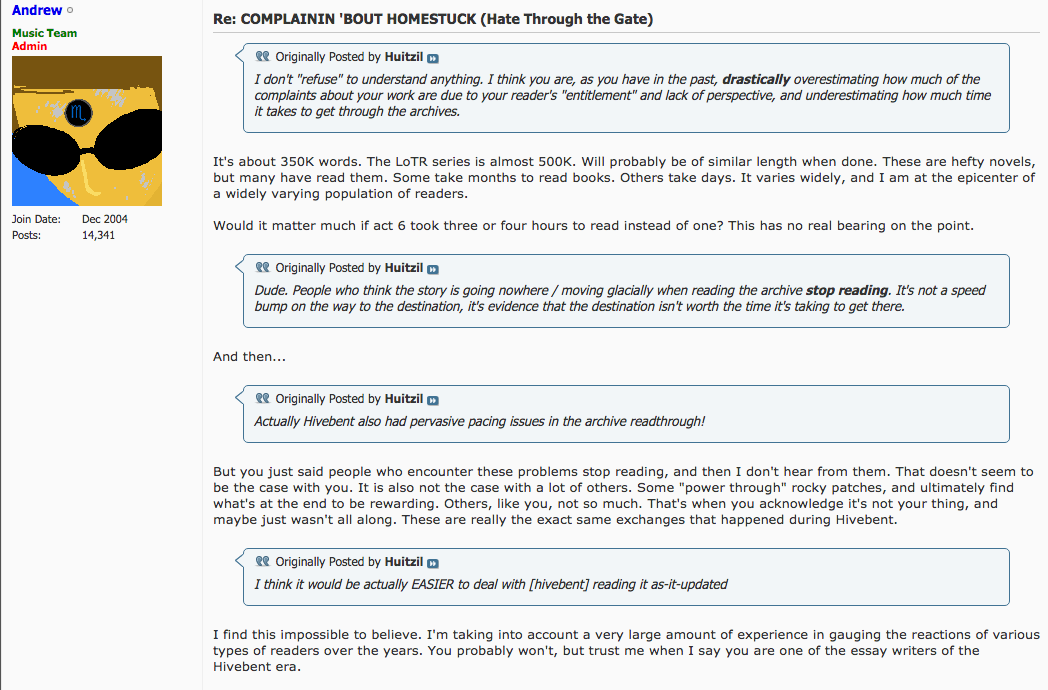 Andrew
Music Team
Admin
Join Date: Dec 2004
Posts: 14,341
Re: COMPLAININ 'BOUT HOMESTUCK (Hate Through the Gate)
Originally Posted by Huitzil
I don't "refuse" to understand anything. I think you are, as you have in the past, drastically overestimating how much of the
complaints about your work are due to your reader's "entitlement" and lack of perspective, and underestimating how much time
it takes to get through the archives.
It's about 350K words. The LoTR series is almost 500K. Will probably be of similar length when done. These are hefty novels,
but many have read them. Some take months to read books. Others take days. It varies widely, and I am at the epicenter of
a widely varying population of readers.
Would it matter much if act 6 took three or four hours to read instead of one? This has no real bearing on the point.
Originally Posted by Huitzil
Dude. People who think the story is going nowhere / moving glacially when reading the archive stop reading. It's not a speed
bump on the way to the destination, it's evidence that the destination isn't worth the time it's taking to get there.
And then...
Originally Posted by Huitzil
Actually Hivebent also had pervasive pacing issues in the archive readthrough!
But you just said people who encounter these problems stop reading, and then I don't hear from them. That doesn't seem to
be the case with you. It is also not the case with a lot of others. Some "power through" rocky patches, and ultimately find
what's at the end to be rewarding. Others, like you, not so much. That's when you acknowledge it's not your thing, and
maybe just wasn't all along. These are really the exact same exchanges that happened during Hivebent.
Originally Posted by Huitzil
I think it would be actually EASIER to deal with [hivebent] reading it as-it-updated
I find this impossible to believe. I'm taking into account a very large amount of experience in gauging the reactions of various
types of readers over the years. You probably won't, but trust me when I say you are one of the essay writers of the
Hivebent era.